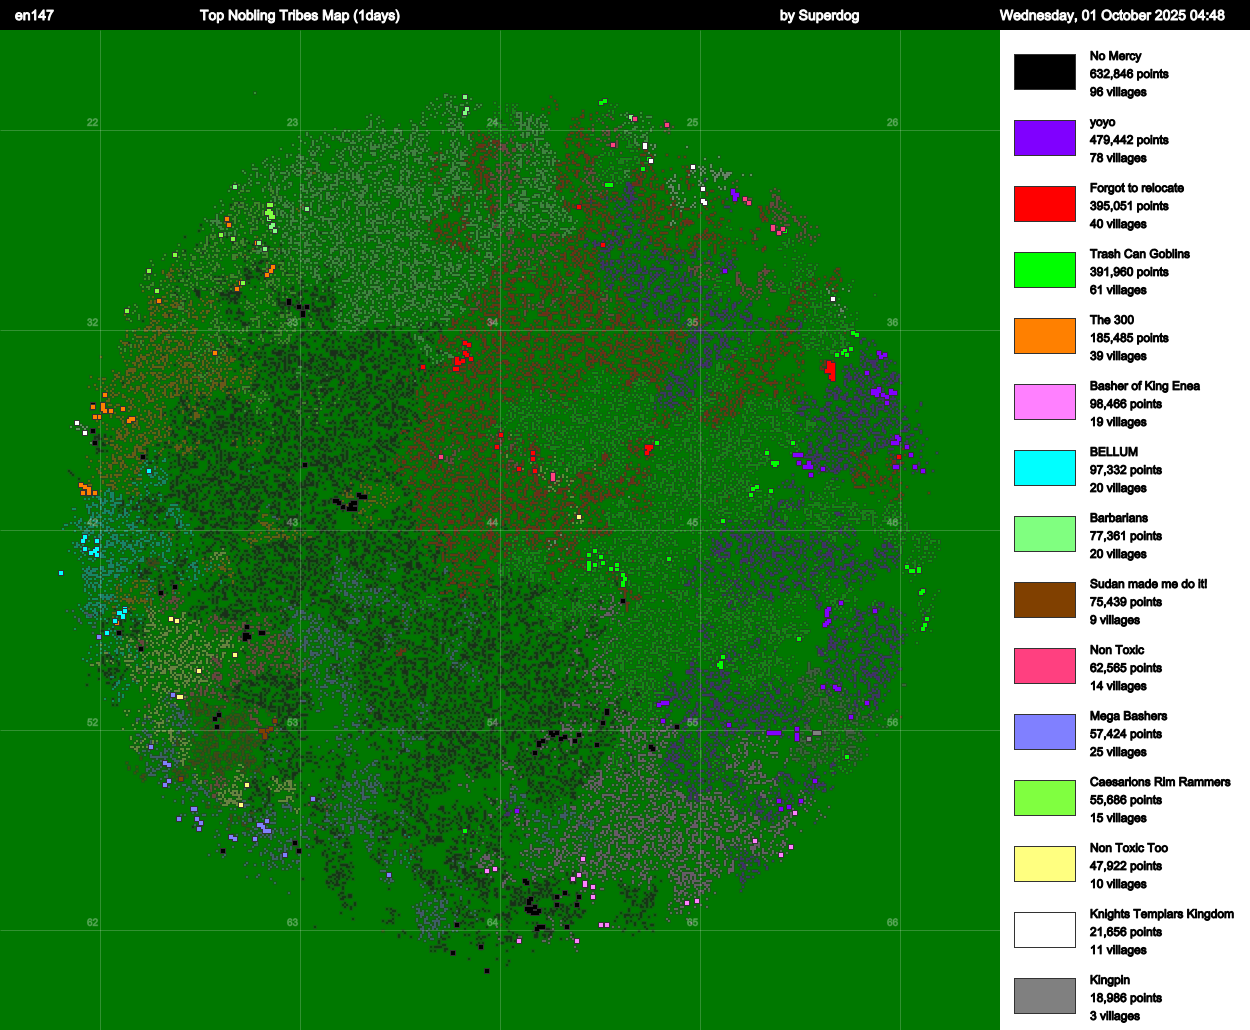 en147 Top Nobling Tribes Map (1days) by Superdog Wednesday, 01 October 2025 04:48
No Mercy
632,846 points
96 villages
yoyo
479,442 points
78 villages
Forgot to relocate
395,051 points
40 villages
Trash Can Goblins
391,960 points
61 villages
The 300
185,485 points
39 villages
Basher of King Enea
98,466 points
19 villages
BELLUM
97,332 points
20 villages
Barbarians
77,361 points
20 villages
Sudan made me do it!
75,439 points
9 villages
Non Toxic
62,565 points
14 villages
Mega Bashers
57,424 points
25 villages
Caesarions Rim Rammers
55,686 points
15 villages
Non Toxic Too
47,922 points
10 villages
Knights Templars Kingdom
21,656 points
11 villages
Kingpin
18,986 points
3 villages
22 23 24 25 26
32 33 34 35 36
42 43 44 45 46
52 53 54 55 56
62 63 64 65 66